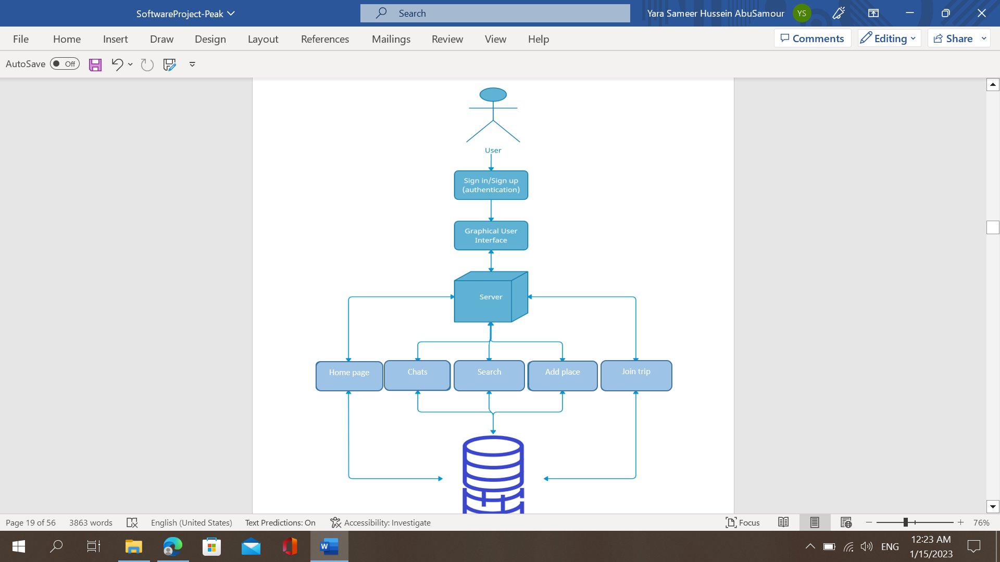 SoftwareProject-Peak
Search
Yara Sameer Hussein AbuSamour
YS
File Home Insert Draw Design Layout References Mailings Review View Help
Comments
Editing
Share
AutoSave Off
User
Sign in/Sign up
(authentication)
Graphical User
Interface
Server
Home page
Chats
Search
Add place
Join trip
Page 19 of 56
3863 words
English (United States)
Text Predictions: On
Accessibility: Investigate
Focus
76%
W
ENG
12:23 AM
1/15/2023